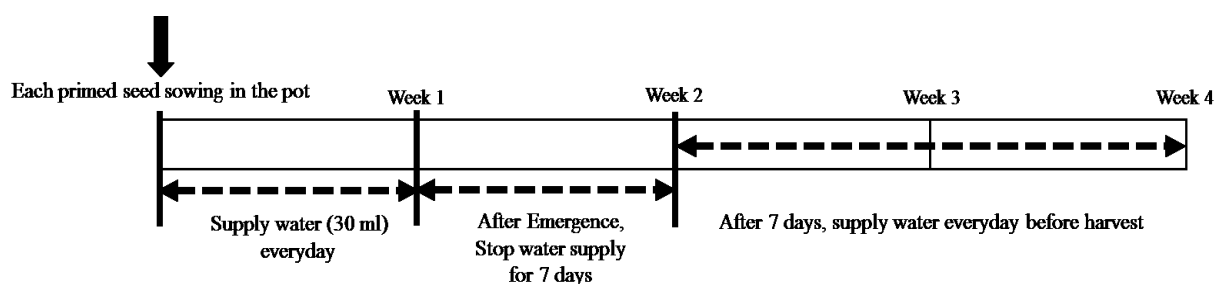 Each primed seed sowing in the pot
Week 1
Week 2
Week 3
Week 4
Supply water (30 ml)
everyday
After Emergence,
Stop water supply
for 7 days
After 7 days, supply water everyday before harvest